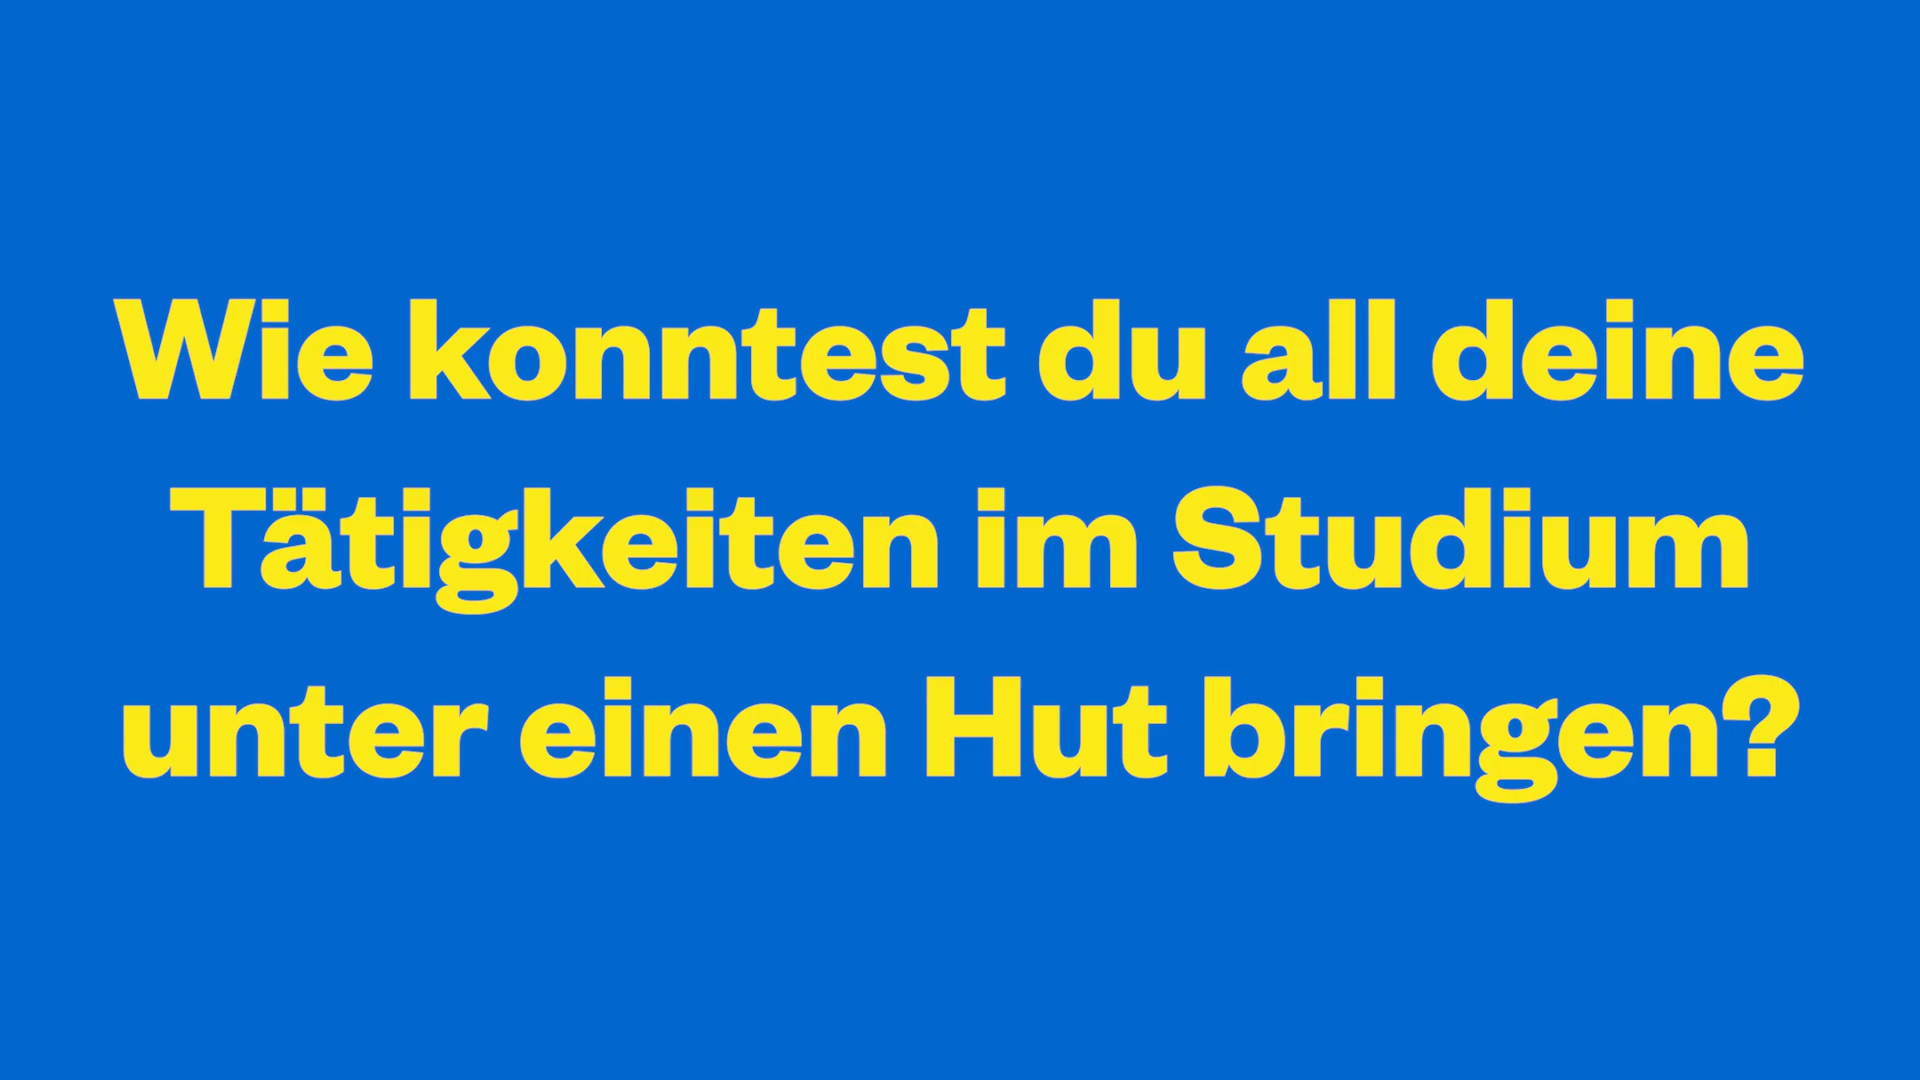 Wie konntest du all deine
Tätigkeiten im Studium
unter einen Hut bringen?